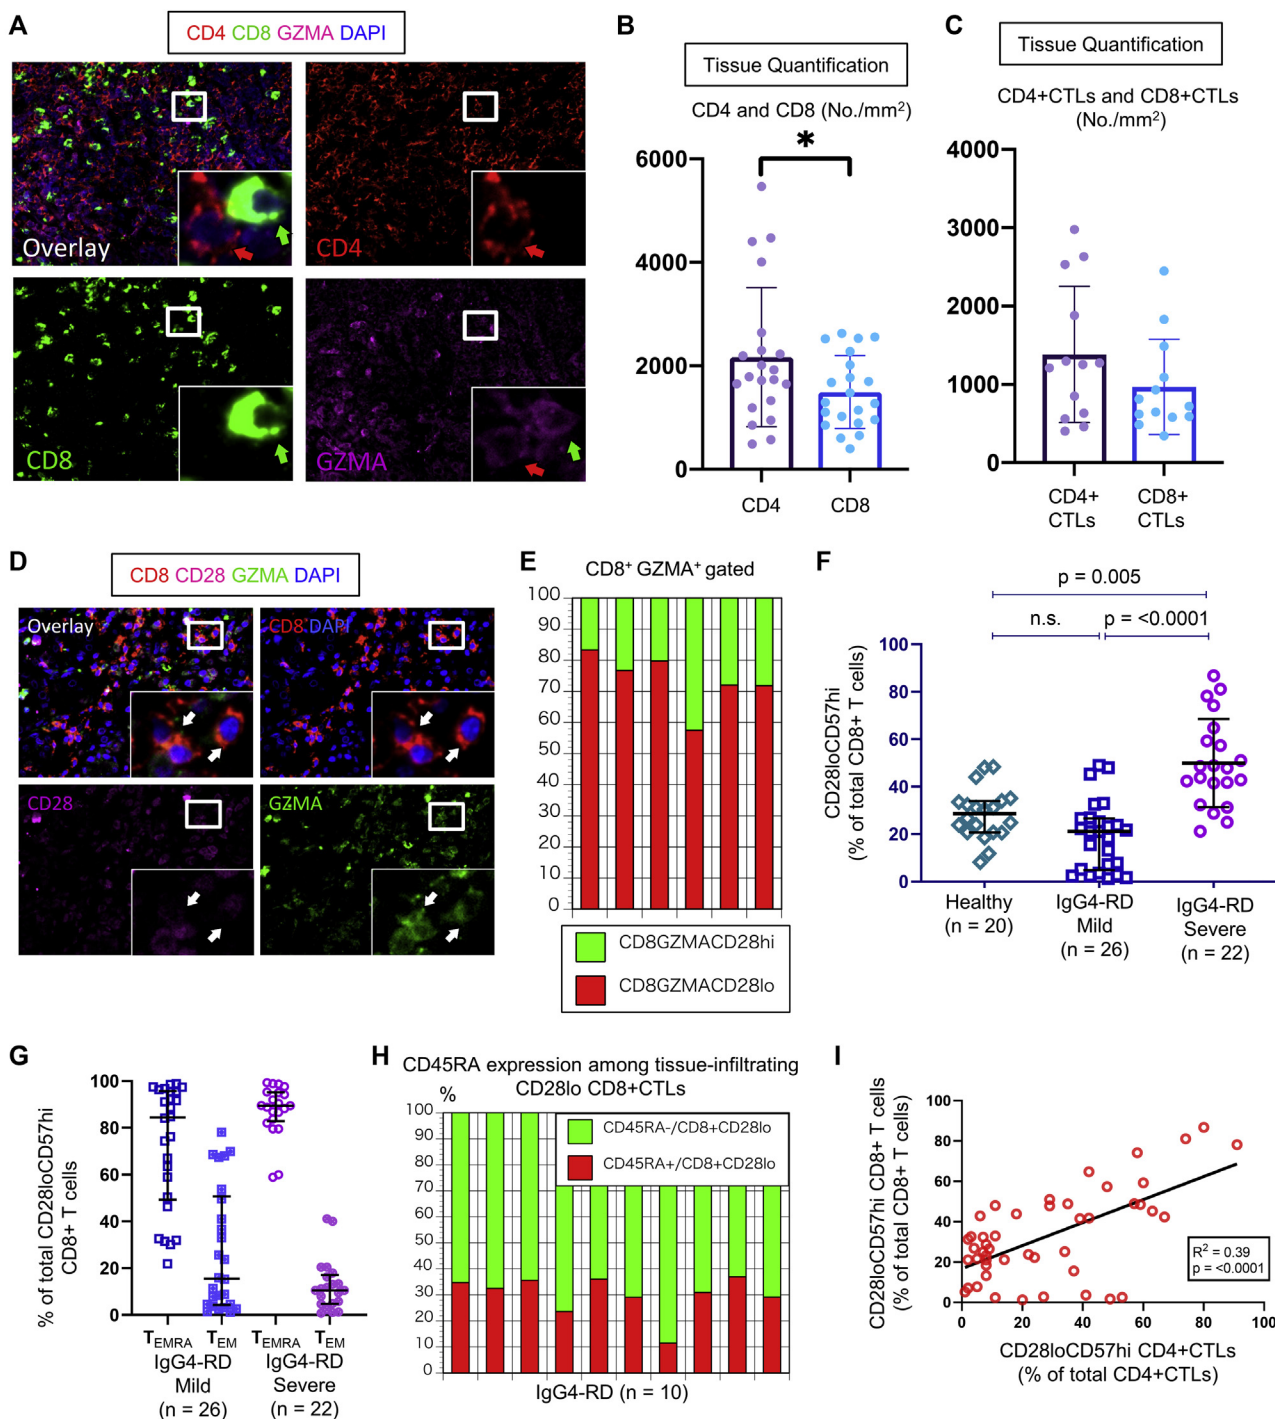 A
CD4 CD8 GZMA DAPI
Overlay
CD4
CD8
GZMA
B
Tissue Quantification
CD4 and CD8 (No./mm²)
*
6000
4000
2000
0
CD4
CD8
C
Tissue Quantification
CD4+CTLs and CD8+CTLs
(No./mm²)
4000
3000
2000
1000
0
CD4+
CTLs
CD8+
CTLs
D
CD8 CD28 GZMA DAPI
Overlay
CD8 DAPI
CD28
GZMA
E
CD8⁺ GZMA⁺ gated
100
90
80
70
60
50
40
30
20
10
0
CD8GZMACD28hi
CD8GZMACD28lo
F
p = 0.005
n.s.
p = <0.0001
CD28loCD57hi
(% of total CD8+ T cells)
100
80
60
40
20
0
Healthy
(n = 20)
IgG4-RD
Mild
(n = 26)
IgG4-RD
Severe
(n = 22)
G
% of total CD28loCD57hi
CD8+ T cells
100
80
60
40
20
0
TEMRA
TEM
TEMRA
TEM
IgG4-RD
Mild
(n = 26)
IgG4-RD
Severe
(n = 22)
H
CD45RA expression among tissue-infiltrating
CD28lo CD8+CTLs
%
100
90
80
70
60
50
40
30
20
10
0
CD45RA-/CD8+CD28lo
CD45RA+/CD8+CD28lo
IgG4-RD (n = 10)
I
CD28loCD57hi CD8+ T cells
(% of total CD8+ T cells)
100
80
60
40
20
0
R² = 0.39
p = <0.0001
0
20
40
60
80
100
CD28loCD57hi CD4+CTLs
(% of total CD4+CTLs)